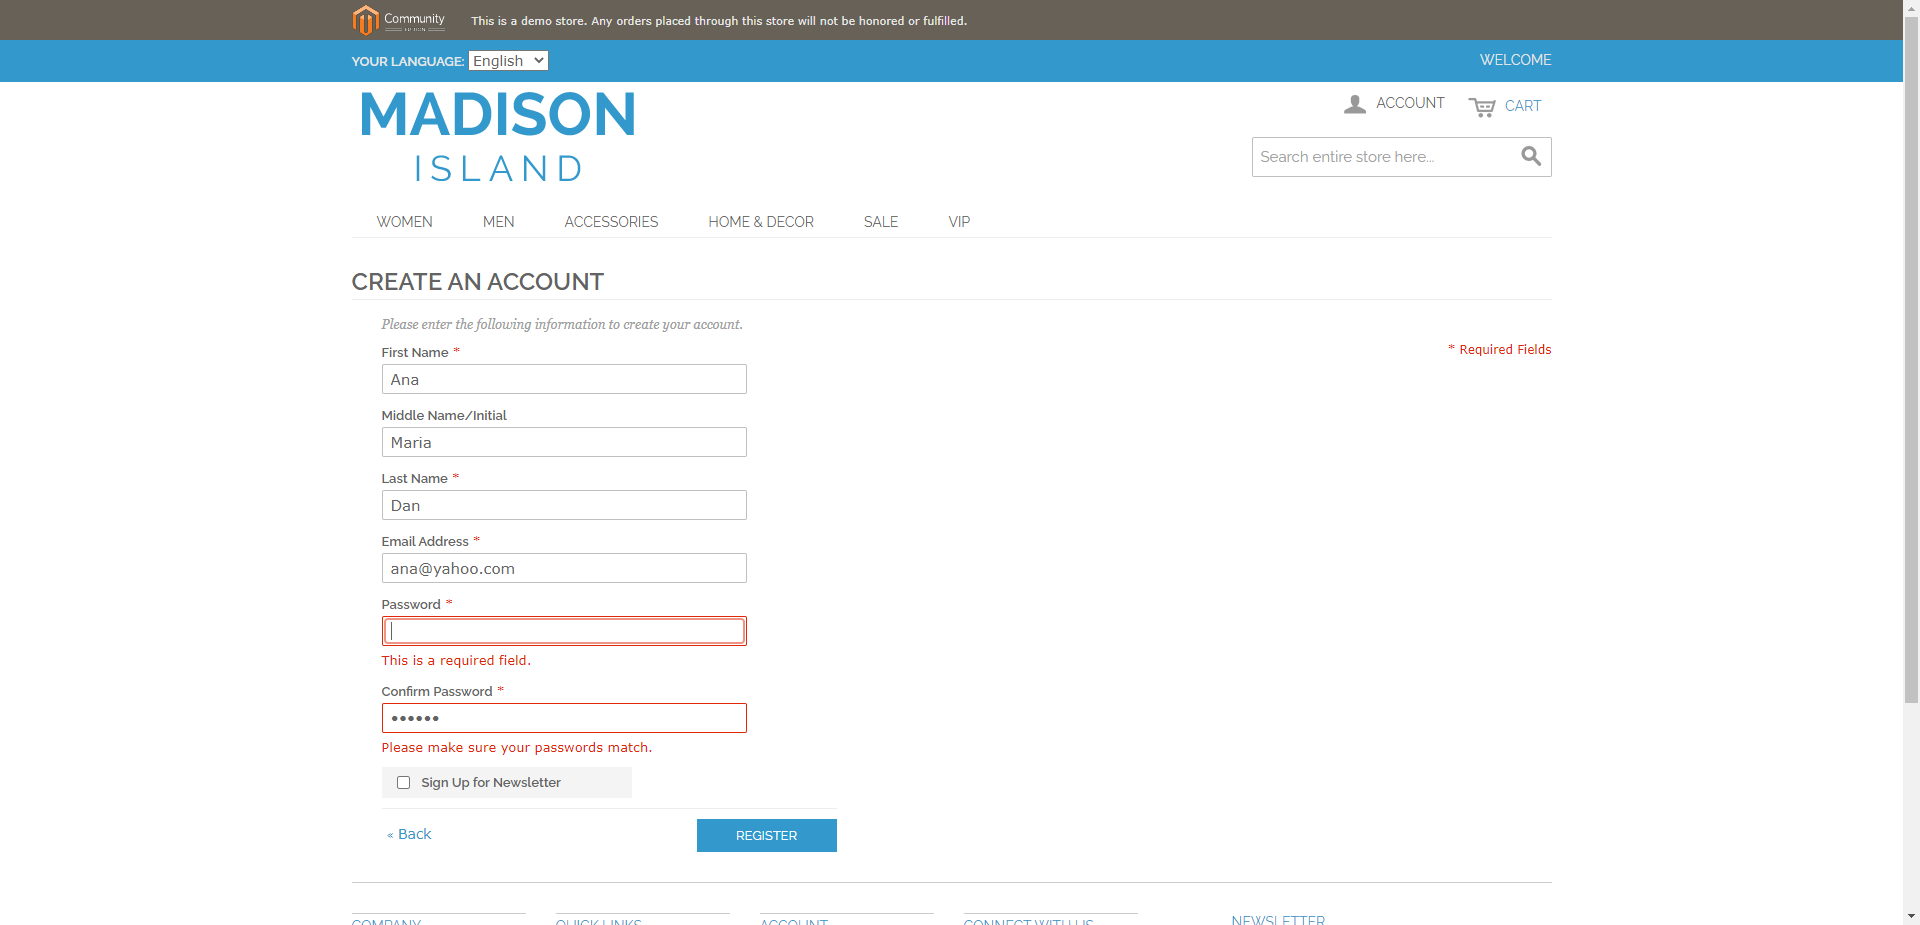 Community
This is a demo store. Any orders placed through this store will not be honored or fulfilled.
YOUR LANGUAGE: English
WELCOME
MADISON
ISLAND
ACCOUNT
CART
Search entire store here...
WOMEN MEN ACCESSORIES HOME & DECOR SALE VIP
CREATE AN ACCOUNT
Please enter the following information to create your account.
* Required Fields
First Name *
Ana
Middle Name/Initial
Maria
Last Name *
Dan
Email Address *
ana@yahoo.com
Password *
This is a required field.
Confirm Password *
••••••
Please make sure your passwords match.
Sign Up for Newsletter
« Back
REGISTER
COMPANY QUICK LINKS ACCOUNT CONNECT WITH US NEWSLETTER